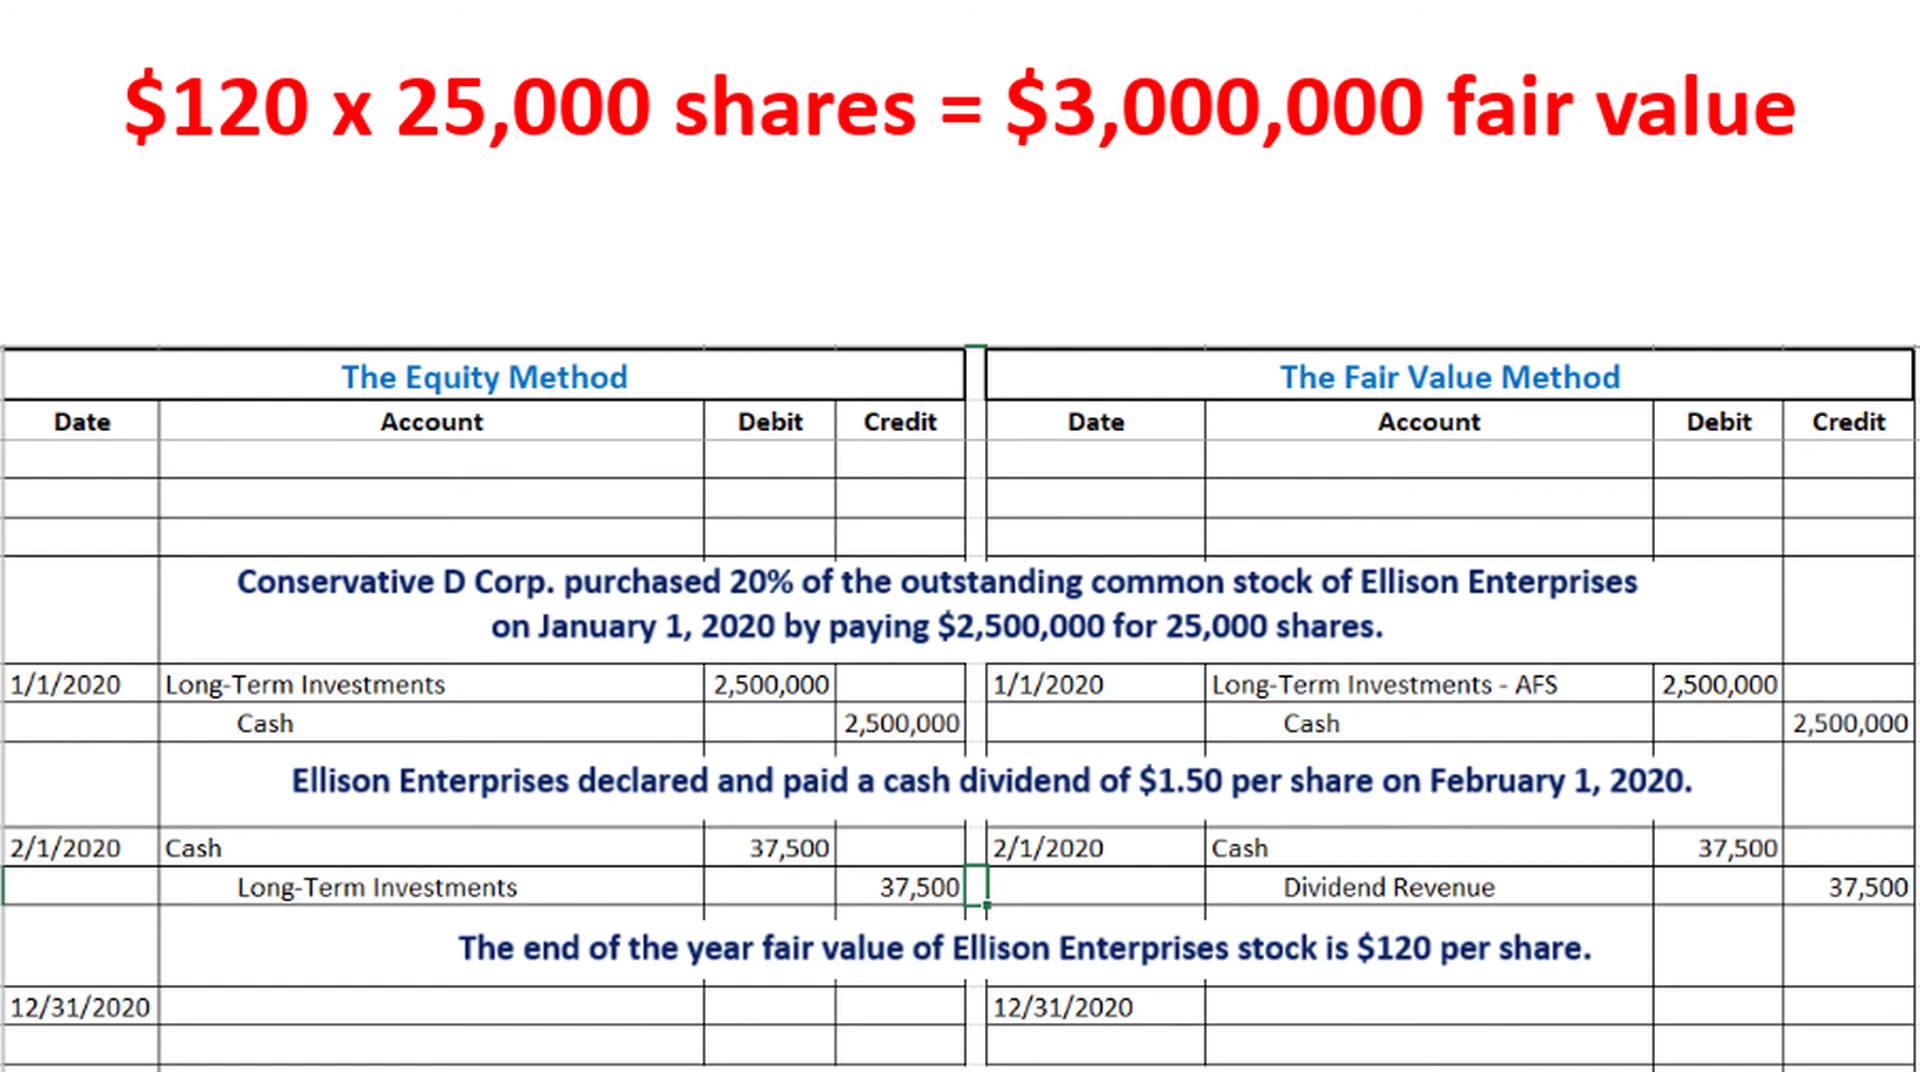 $120 x 25,000 shares = $3,000,000 fair value
The Equity Method The Fair Value Method
Date Account Debit Credit Date Account Debit Credit
Conservative D Corp. purchased 20% of the outstanding common stock of Ellison Enterprises
on January 1, 2020 by paying $2,500,000 for 25,000 shares.
1/1/2020 Long-Term Investments 2,500,000 1/1/2020 Long-Term Investments - AFS 2,500,000
Cash 2,500,000 Cash 2,500,000
Ellison Enterprises declared and paid a cash dividend of $1.50 per share on February 1, 2020.
2/1/2020 Cash 37,500 2/1/2020 Cash 37,500
Long-Term Investments 37,500 Dividend Revenue 37,500
The end of the year fair value of Ellison Enterprises stock is $120 per share.
12/31/2020 12/31/2020